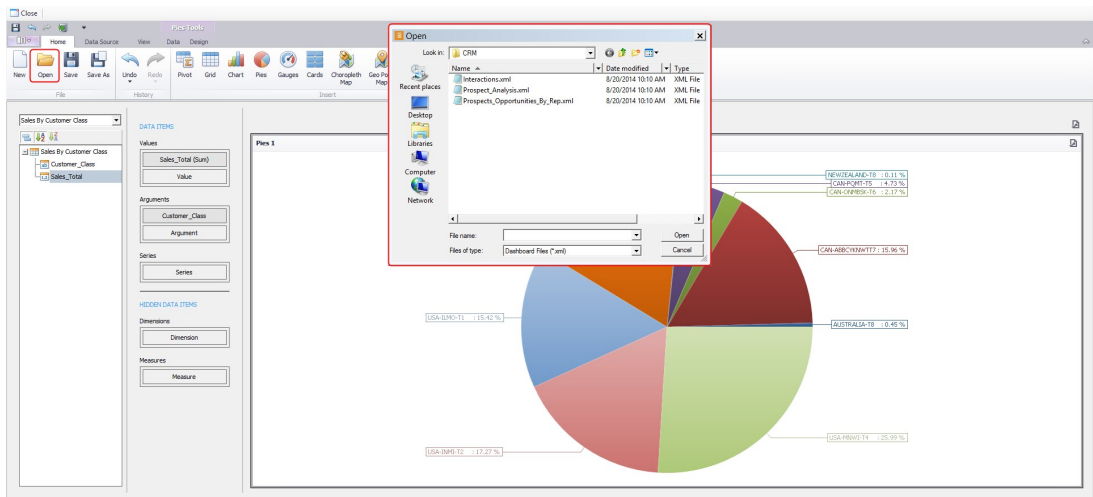 Close
Pies Tools
Home Data Source View Data Design
New Open Save Save As Undo Redo Pivot Grid Chart Pies Gauges Cards Choropleth Map Geo Po Map
File History Insert
Open
Look in: CRM
Name Date modified Type
Interactions.xml 8/20/2014 10:10 AM XML File
Prospect_Analysis.xml 8/20/2014 10:10 AM XML File
Prospects_Opportunities_By_Rep.xml 8/20/2014 10:10 AM XML File
Recent places
Desktop
Libraries
Computer
Network
File name: Open
Files of type: Dashboard Files (*.xml) Cancel
Sales By Customer Class
Sales By Customer Class
Customer_Class
Sales_Total
DATA ITEMS
Values
Sales_Total (Sum)
Value
Arguments
Customer_Class
Argument
Series
Series
HIDDEN DATA ITEMS
Dimensions
Dimension
Measures
Measure
Pies 1
NEWZEALAND-T8 : 0.11 %
CAN-PQMT-T5 : 4.73 %
CAN-ONMBSK-T6 : 2.17 %
CAN-ABBCYKNWTT7 : 15.96 %
USA-ILMO-T1 : 15.42 %
AUSTRALIA-T8 : 0.45 %
USA-MNWI-T4 : 25.99 %
USA-INMI-T2 : 17.27 %